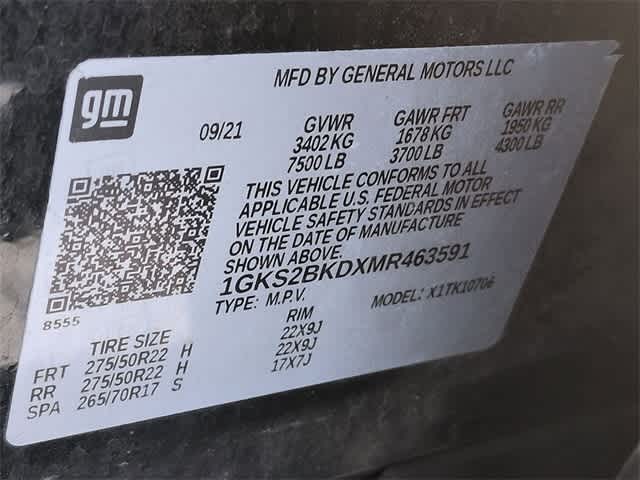 gm
MFD BY GENERAL MOTORS LLC
09/21 GVWR GAWR FRT GAWR RR
3402 KG 1678 KG 1950 KG
7500 LB 3700 LB 4300 LB
THIS VEHICLE CONFORMS TO ALL
APPLICABLE U.S. FEDERAL MOTOR
VEHICLE SAFETY STANDARDS IN EFFECT
ON THE DATE OF MANUFACTURE
SHOWN ABOVE.
1GKS2BKDXMR463591
TYPE: M.P.V. MODEL: X1TK10706
8555
TIRE SIZE RIM
FRT 275/50R22 H 22X9J
RR 275/50R22 H 22X9J
SPA 265/70R17 S 17X7J